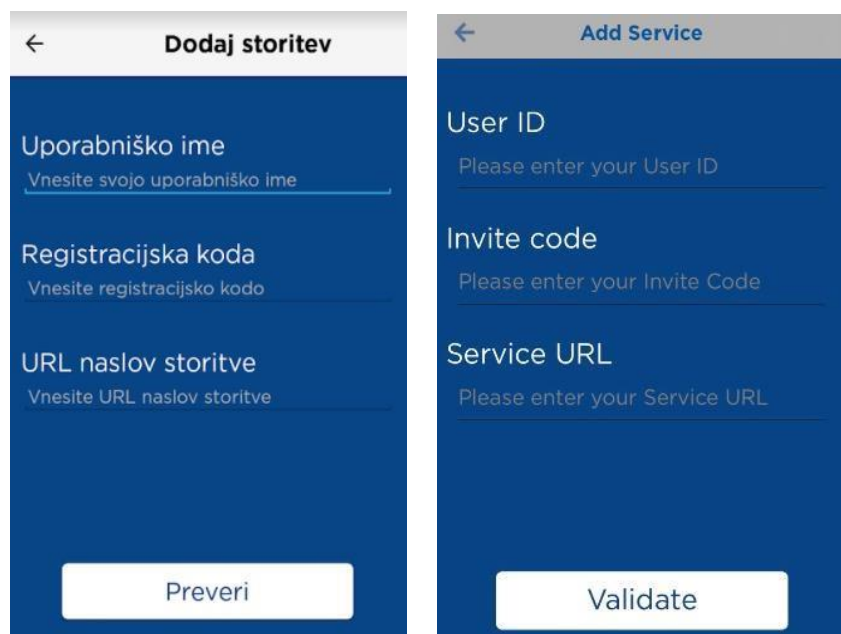 Dodaj storitev
Uporabniško ime
Vnesite svojo uporabniško ime
Registracijska koda
Vnesite registracijsko kodo
URL naslov storitve
Vnesite URL naslov storitve
Preveri
Add Service
User ID
Please enter your User ID
Invite code
Please enter your Invite Code
Service URL
Please enter your Service URL
Validate